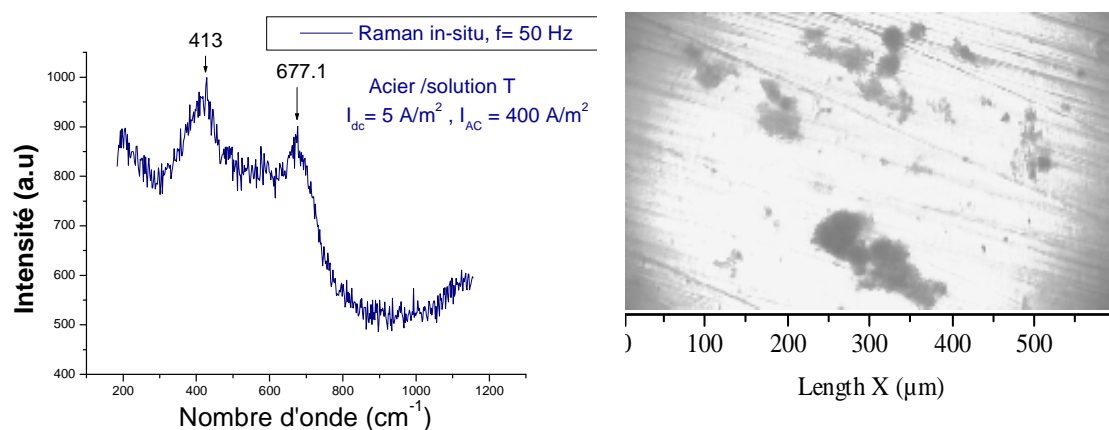 Raman in-situ, f= 50 Hz
413
677.1
Acier /solution T
I_dc= 5 A/m² , I_AC= 400 A/m²
Intensité (a.u)
1000
900
800
700
600
500
400
200 400 600 800 1000 1200
Nombre d'onde (cm⁻¹)
0 100 200 300 400 500
Length X (µm)